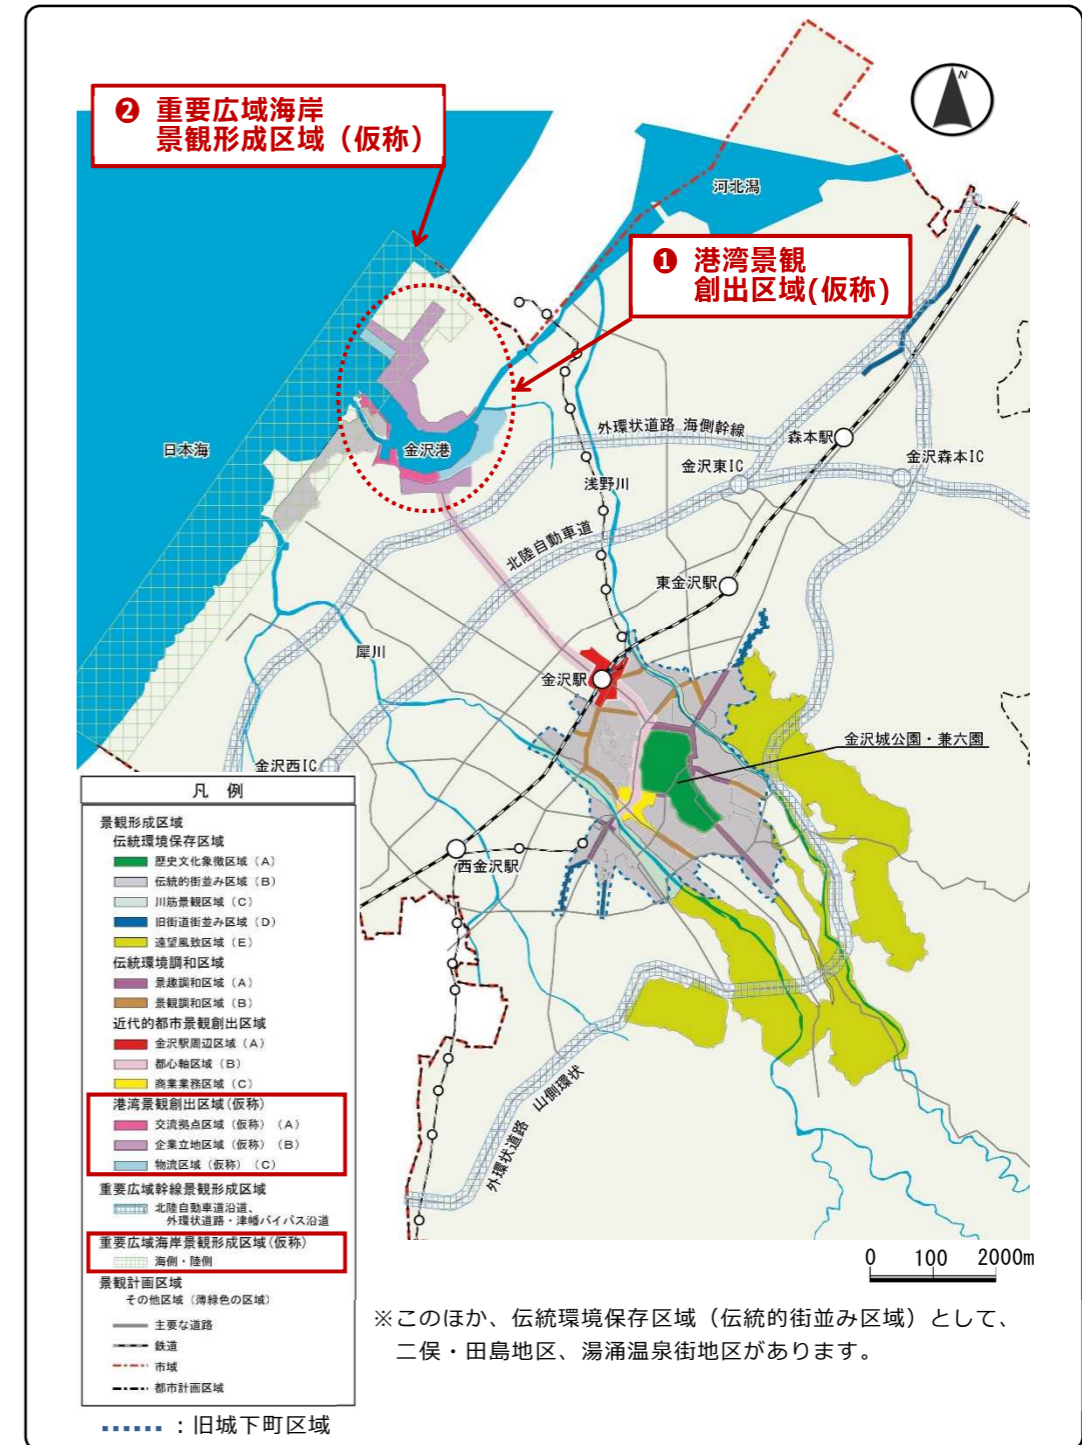 N
❷ 重要広域海岸
景観形成区域（仮称）
河北潟
❶ 港湾景観
創出区域(仮称)
外環状道路 海側幹線
森本駅
金沢森本IC
金沢東IC
日本海
金沢港
浅野川
北陸自動車道
東金沢駅
犀川
金沢駅
金沢城公園・兼六園
金沢西IC
西金沢駅
外環状道路 山側環状
凡 例
景観形成区域
伝統環境保存区域
歴史文化象徴区域（A）
伝統的街並み区域（B）
川筋景観区域（C）
旧街道街並み区域（D）
遠望風致区域（E）
伝統環境調和区域
景趣調和区域（A）
景観調和区域（B）
近代的都市景観創出区域
金沢駅周辺区域（A）
都心軸区域（B）
商業業務区域（C）
港湾景観創出区域(仮称)
交流拠点区域（仮称）（A）
企業立地区域（仮称）（B）
物流区域（仮称）（C）
重要広域幹線景観形成区域
北陸自動車道沿道、
外環状道路・津幡バイパス沿道
重要広域海岸景観形成区域(仮称)
海側・陸側
景観計画区域
その他区域（薄緑色の区域）
主要な道路
鉄道
市域
都市計画区域
：旧城下町区域
0 100 2000m
※このほか、伝統環境保存区域（伝統的街並み区域）として、
二俣・田島地区、湯涌温泉街地区があります。